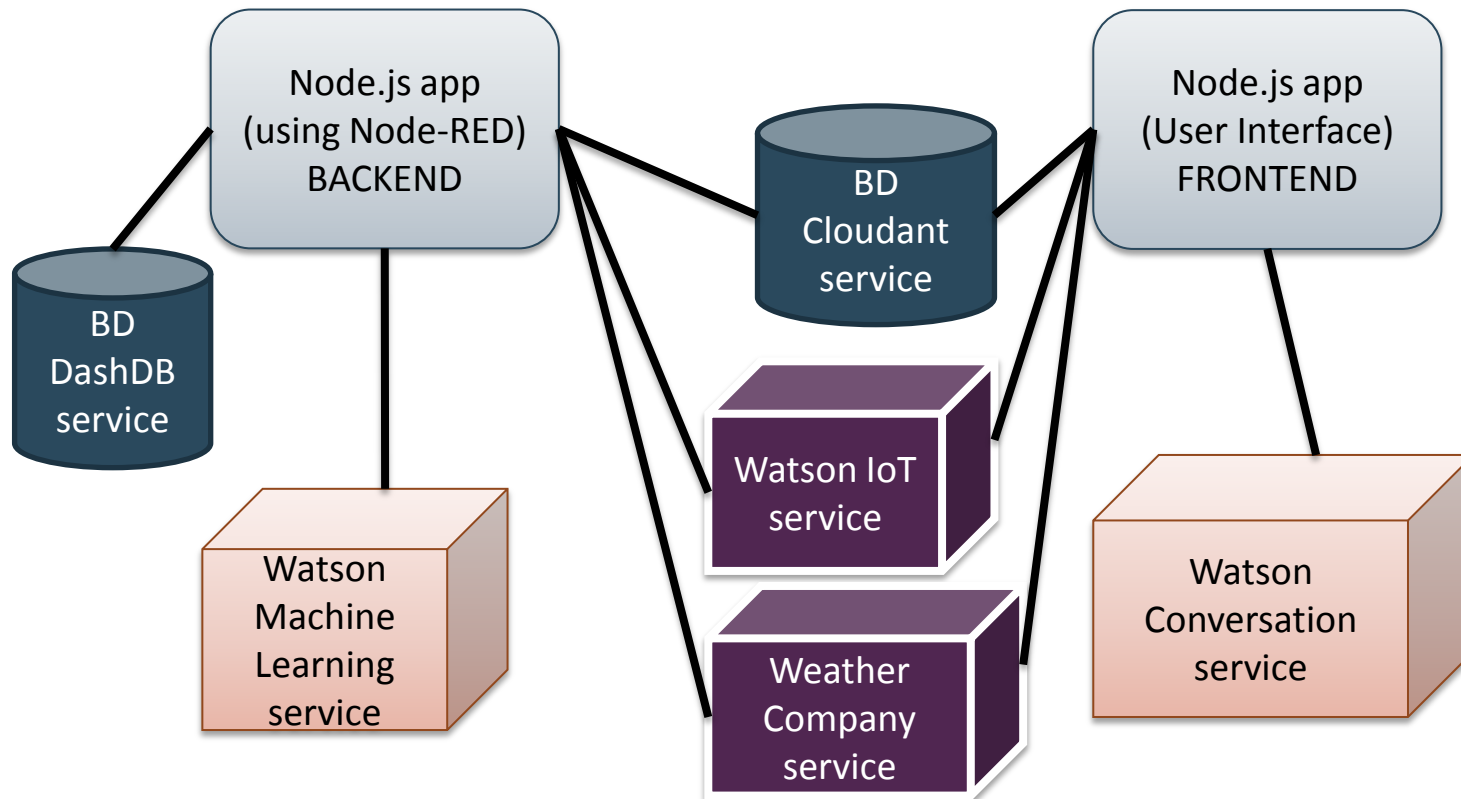 Node.js app
(using Node-RED)
BACKEND
Node.js app
(User Interface)
FRONTEND
BD
Cloudant
service
BD
DashDB
service
Watson IoT
service
Watson
Machine
Learning
service
Watson
Conversation
service
Weather
Company
service